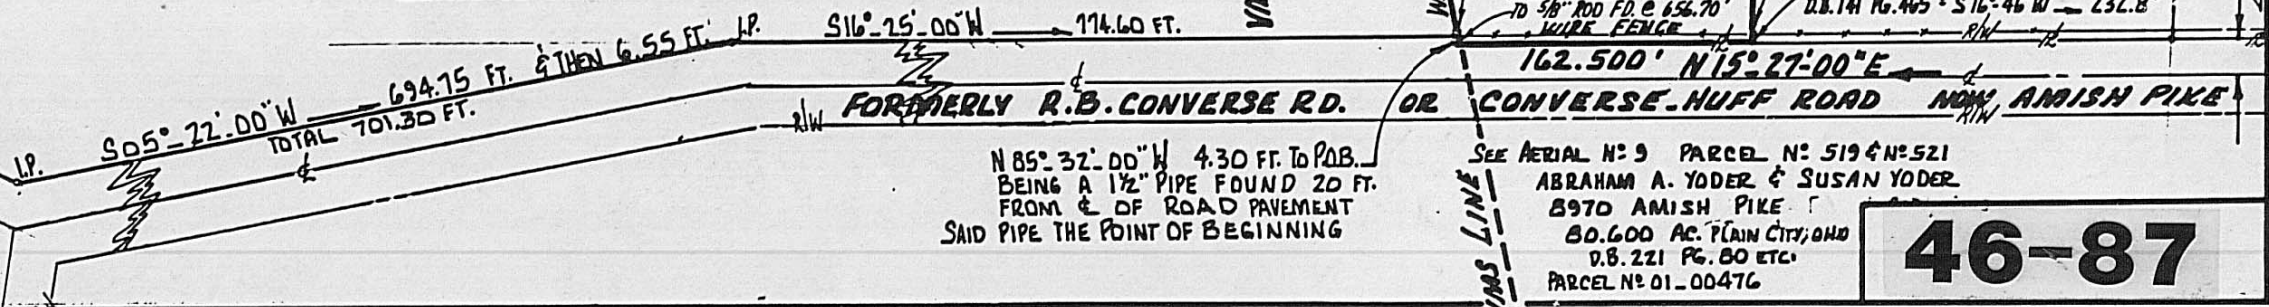 I.P.
S05°-22'-00"W 694.75 FT. & THEN 6.55 FT.
TOTAL 701.30 FT.
I.P.
S16°-25'-00"W 774.60 FT.
TO 5/8" ROD FD. @ 656.70'
WIRE FENCE
D.B. 141 PG. 465 - S16°-46'W
R/W
162.500' N15°-27'-00"E
℄
℄
℄
R/W FORMERLY R.B. CONVERSE RD. OR CONVERSE-HUFF ROAD NOW, AMISH PIKE
R/W
N 85°-32'-00"W 4.30 FT. TO P.O.B.
BEING A 1½" PIPE FOUND 20 FT.
FROM ℄ OF ROAD PAVEMENT
SAID PIPE THE POINT OF BEGINNING
LINE
SEE AERIAL Nº 9 PARCEL Nº 519 & Nº 521
ABRAHAM A. YODER & SUSAN YODER
8970 AMISH PIKE
80.600 AC. PLAIN CITY, OHIO
D.B. 221 PG. 80 ETC.
PARCEL Nº 01-00476
46-87